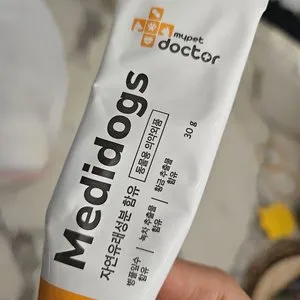 mypet
doctor
Medidogs
자연유래성분 함유
동물용 의약외품
30 g
병풀잎수 함유
녹차 추출물 함유
황금 추출물 함유